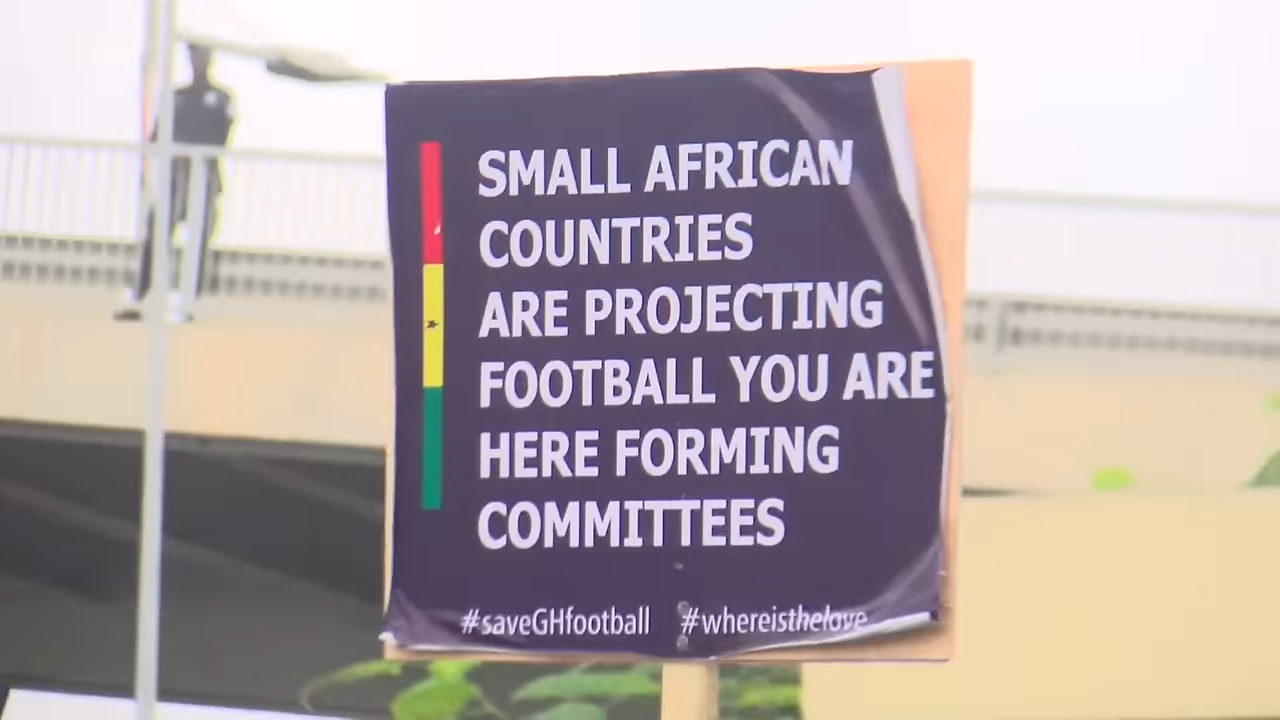 SMALL AFRICAN
COUNTRIES
ARE PROJECTING
FOOTBALL YOU ARE
HERE FORMING
COMMITTEES
#saveGHfootball #whereisthelove